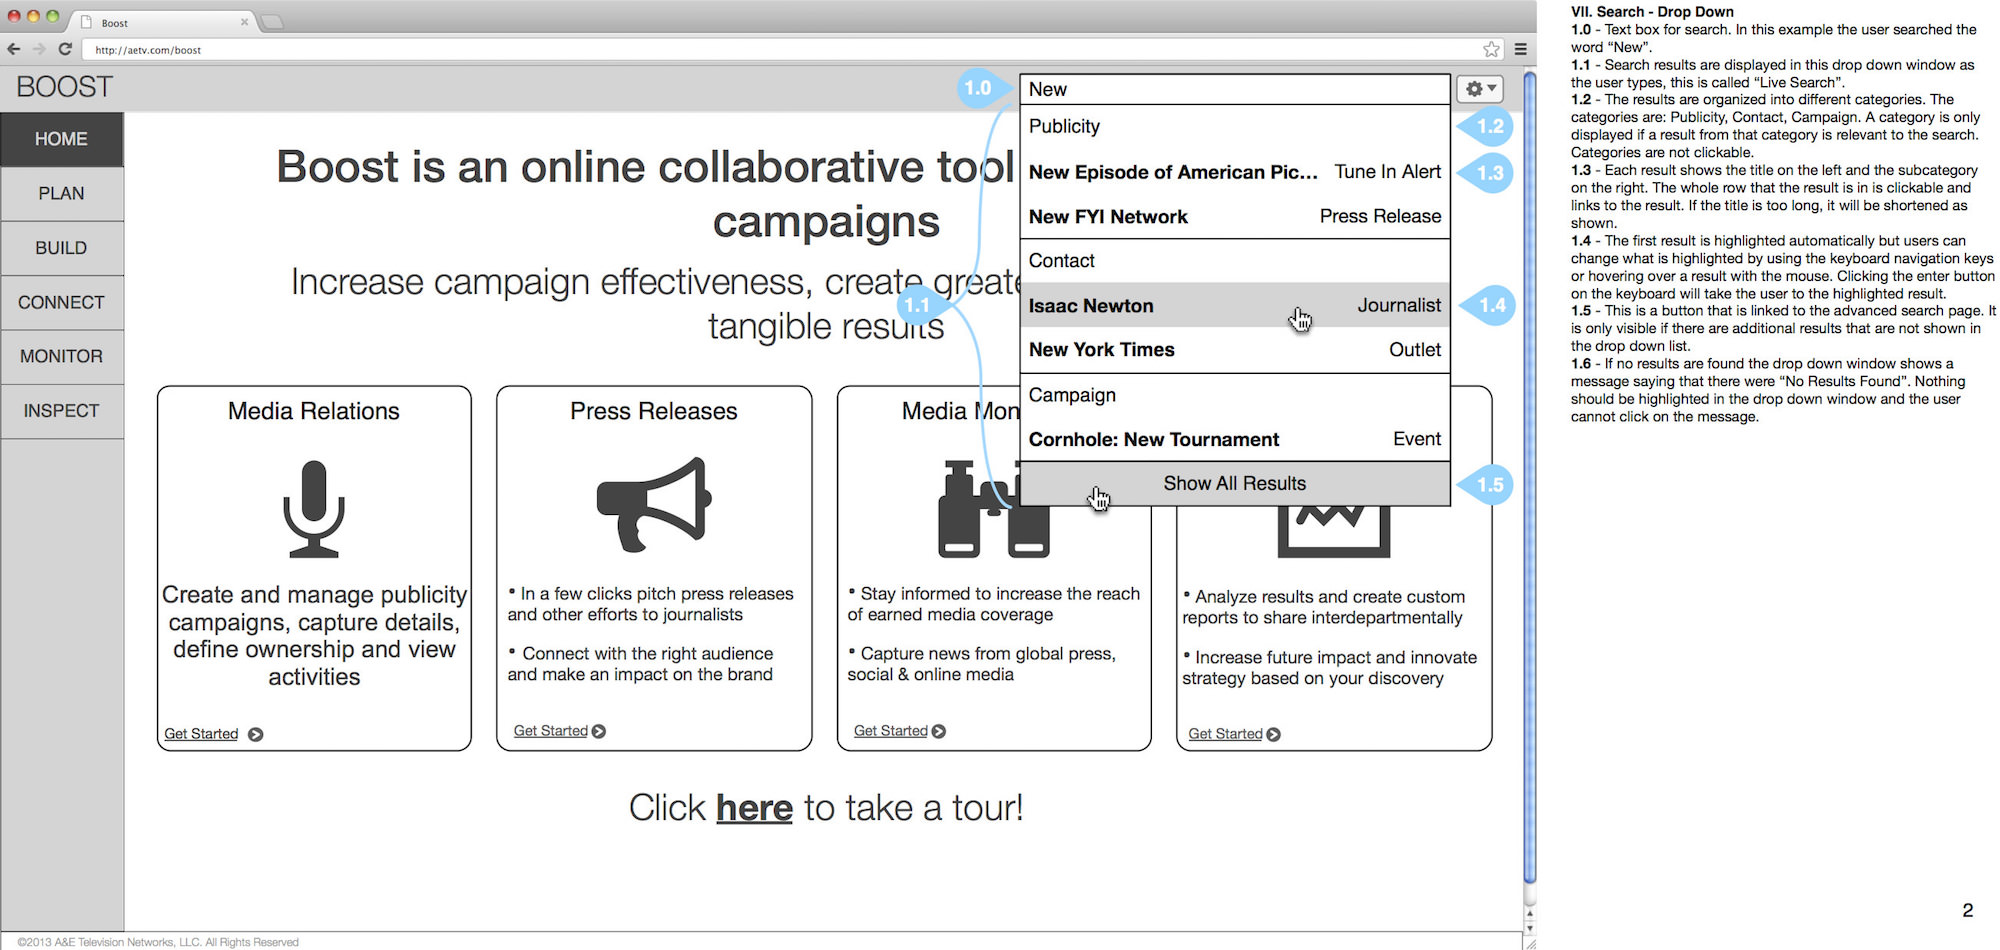 Boost
http://aetv.com/boost
BOOST
1.0
New
HOME
PLAN
BUILD
CONNECT
MONITOR
INSPECT
Boost is an online collaborative tool
campaigns
Increase campaign effectiveness, create greate
tangible results
1.1
Publicity
1.2
New Episode of American Pic... Tune In Alert
1.3
New FYI Network Press Release
Contact
Isaac Newton Journalist
1.4
New York Times Outlet
Campaign
Cornhole: New Tournament Event
Show All Results
1.5
Media Relations
Create and manage publicity
campaigns, capture details,
define ownership and view
activities
Get Started
Press Releases
• In a few clicks pitch press releases
and other efforts to journalists
• Connect with the right audience
and make an impact on the brand
Get Started
Media Mon
• Stay informed to increase the reach
of earned media coverage
• Capture news from global press,
social & online media
Get Started
• Analyze results and create custom
reports to share interdepartmentally
• Increase future impact and innovate
strategy based on your discovery
Get Started
Click here to take a tour!
©2013 A&E Television Networks, LLC. All Rights Reserved
VII. Search - Drop Down
1.0 - Text box for search. In this example the user searched the
word “New”.
1.1 - Search results are displayed in this drop down window as
the user types, this is called “Live Search”.
1.2 - The results are organized into different categories. The
categories are: Publicity, Contact, Campaign. A category is only
displayed if a result from that category is relevant to the search.
Categories are not clickable.
1.3 - Each result shows the title on the left and the subcategory
on the right. The whole row that the result is in is clickable and
links to the result. If the title is too long, it will be shortened as
shown.
1.4 - The first result is highlighted automatically but users can
change what is highlighted by using the keyboard navigation keys
or hovering over a result with the mouse. Clicking the enter button
on the keyboard will take the user to the highlighted result.
1.5 - This is a button that is linked to the advanced search page. It
is only visible if there are additional results that are not shown in
the drop down list.
1.6 - If no results are found the drop down window shows a
message saying that there were “No Results Found”. Nothing
should be highlighted in the drop down window and the user
cannot click on the message.
2